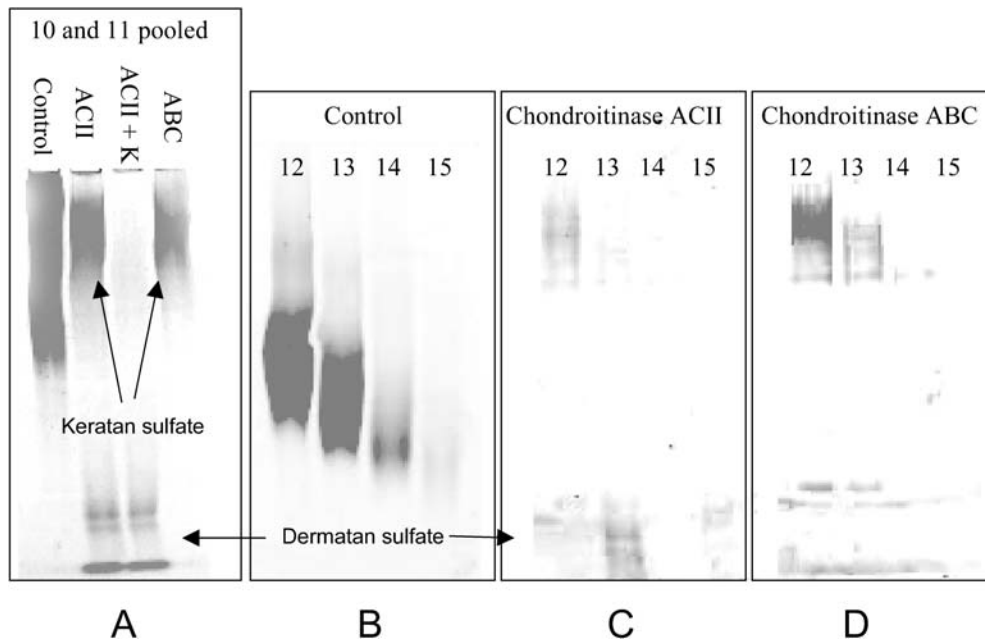 10 and 11 pooled
Control
ACII
ACII + K
ABC
Keratan sulfate
Control
12 13 14 15
Chondroitinase ACII
12 13 14 15
Chondroitinase ABC
12 13 14 15
Dermatan sulfate
A B C D